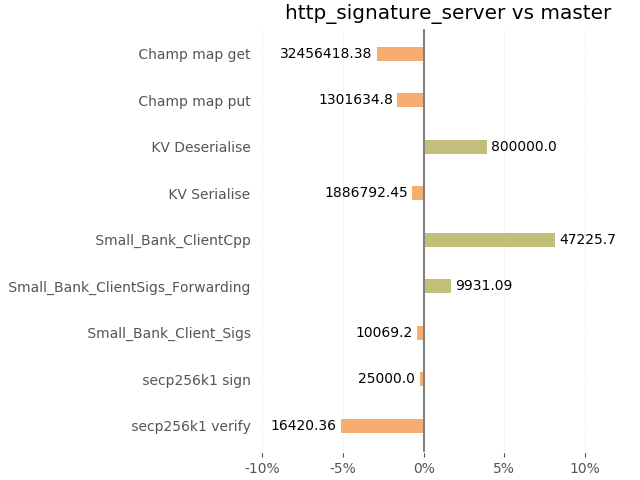 http_signature_server vs master
Champ map get 32456418.38
Champ map put 1301634.8
KV Deserialise 800000.0
KV Serialise 1886792.45
Small_Bank_ClientCpp 47225.7
Small_Bank_ClientSigs_Forwarding 9931.09
Small_Bank_Client_Sigs 10069.2
secp256k1 sign 25000.0
secp256k1 verify 16420.36
-10% -5% 0% 5% 10%